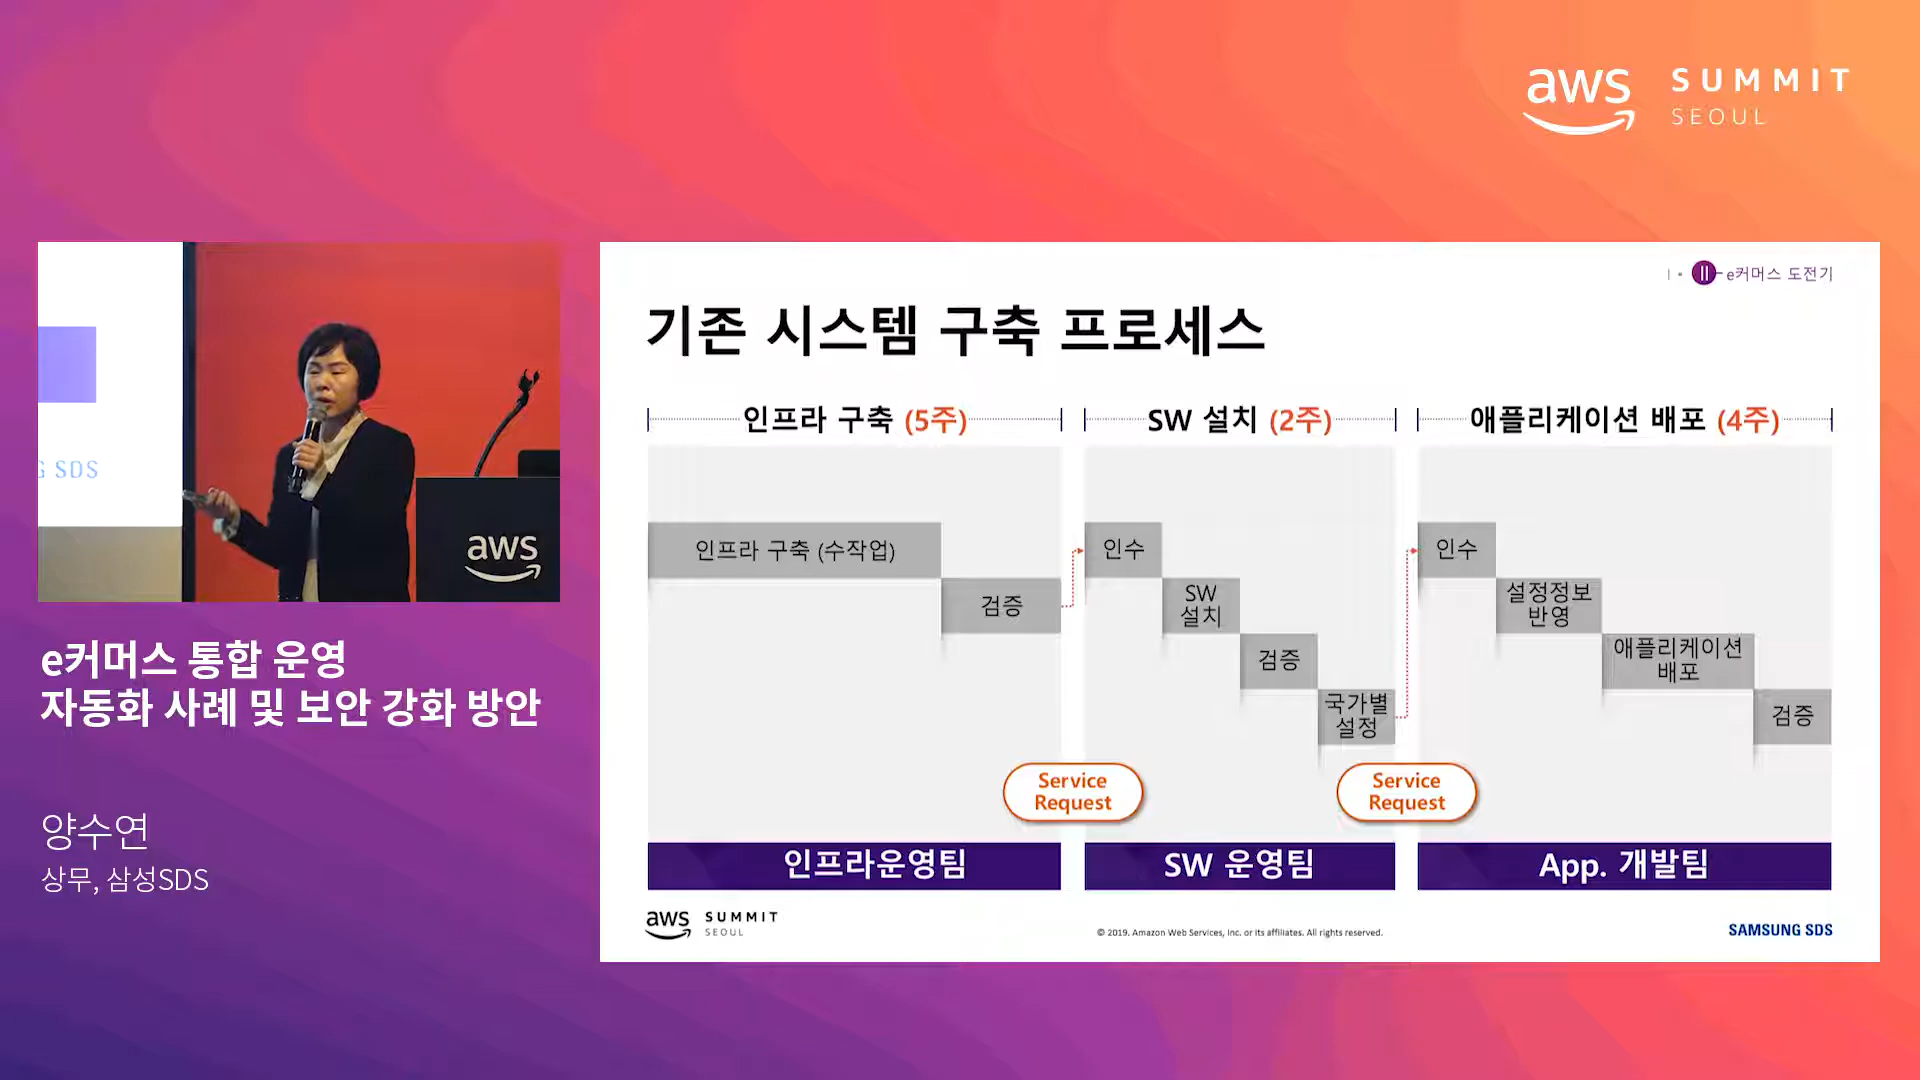 aws SUMMIT
SEOUL
G SDS
aws
e커머스 통합 운영
자동화 사례 및 보안 강화 방안
양수연
상무, 삼성SDS
I • II e커머스 도전기
기존 시스템 구축 프로세스
인프라 구축 (5주)
SW 설치 (2주)
애플리케이션 배포 (4주)
인프라 구축 (수작업)
검증
인수
SW
설치
검증
국가별
설정
인수
설정정보
반영
애플리케이션
배포
검증
Service
Request
Service
Request
인프라운영팀
SW 운영팀
App. 개발팀
aws SUMMIT
SEOUL
© 2019, Amazon Web Services, Inc. or its affiliates. All rights reserved.
SAMSUNG SDS